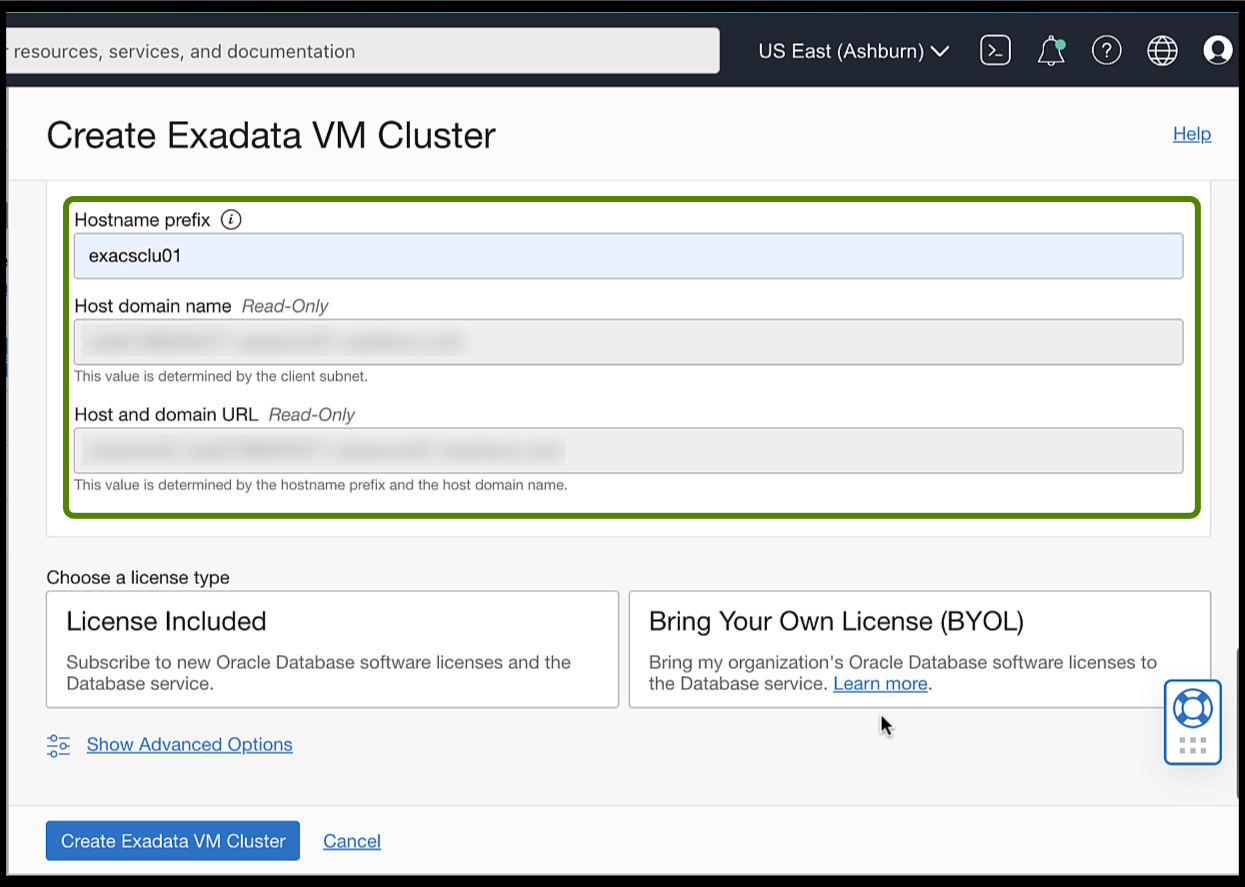 resources, services, and documentation
US East (Ashburn)
Create Exadata VM Cluster
Help
Hostname prefix
exacsclu01
Host domain name Read-Only
This value is determined by the client subnet.
Host and domain URL Read-Only
This value is determined by the hostname prefix and the host domain name.
Choose a license type
License Included
Subscribe to new Oracle Database software licenses and the
Database service.
Bring Your Own License (BYOL)
Bring my organization's Oracle Database software licenses to
the Database service. Learn more.
Show Advanced Options
Create Exadata VM Cluster
Cancel